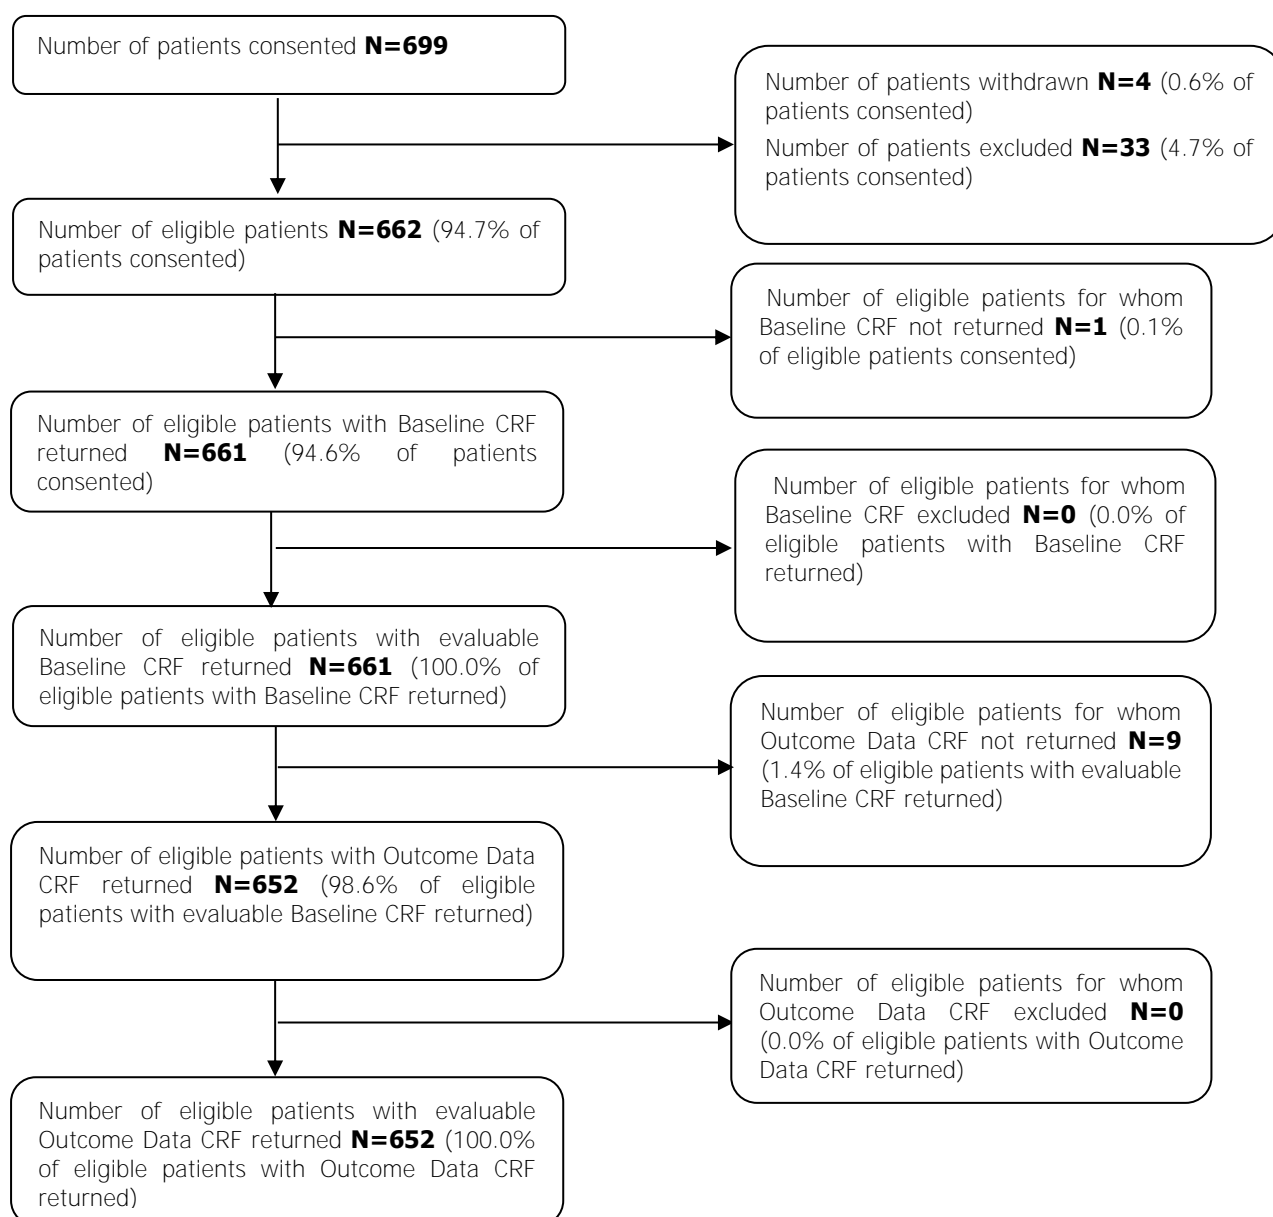 Number of patients consented N=699
Number of patients withdrawn N=4 (0.6% of
patients consented)
Number of patients excluded N=33 (4.7% of
patients consented)
Number of eligible patients N=662 (94.7% of
patients consented)
Number of eligible patients for whom
Baseline CRF not returned N=1 (0.1%
of eligible patients consented)
Number of eligible patients with Baseline CRF
returned N=661 (94.6% of patients
consented)
Number of eligible patients for whom
Baseline CRF excluded N=0 (0.0% of
eligible patients with Baseline CRF
returned)
Number of eligible patients with evaluable
Baseline CRF returned N=661 (100.0% of
eligible patients with Baseline CRF returned)
Number of eligible patients for whom
Outcome Data CRF not returned N=9
(1.4% of eligible patients with evaluable
Baseline CRF returned)
Number of eligible patients with Outcome Data
CRF returned N=652 (98.6% of eligible
patients with evaluable Baseline CRF returned)
Number of eligible patients for whom
Outcome Data CRF excluded N=0
(0.0% of eligible patients with Outcome
Data CRF returned)
Number of eligible patients with evaluable
Outcome Data CRF returned N=652 (100.0%
of eligible patients with Outcome Data CRF
returned)